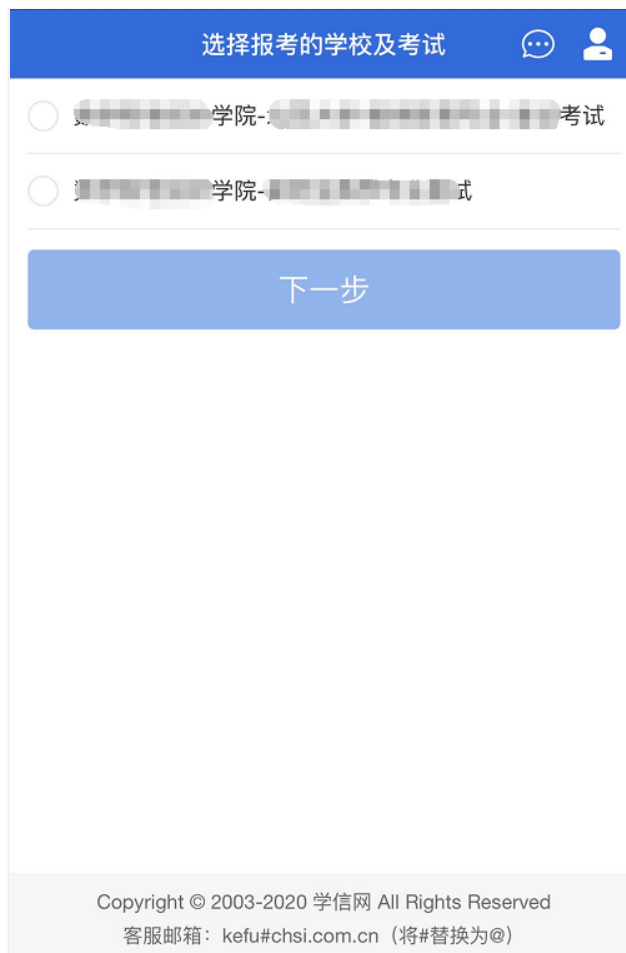 选择报考的学校及考试
学院-考试
学院-试
下一步
Copyright © 2003-2020 学信网 All Rights Reserved
客服邮箱：kefu#chsi.com.cn（将#替换为@）